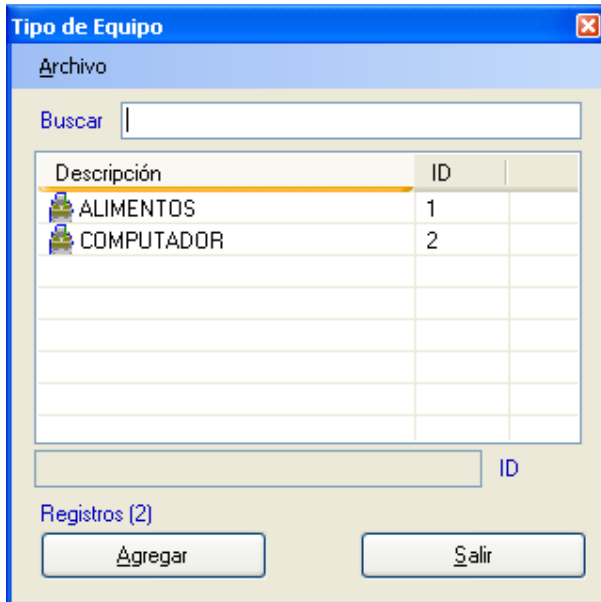 Tipo de Equipo
Archivo
Buscar
Descripción ID
ALIMENTOS 1
COMPUTADOR 2
ID
Registros (2)
Agregar Salir